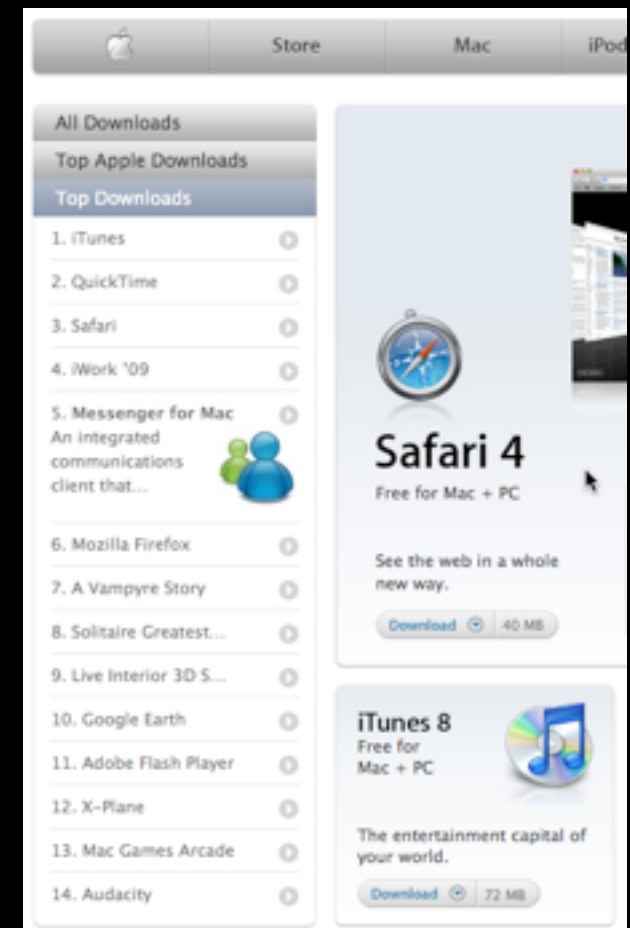 Store
Mac
iPod
All Downloads
Top Apple Downloads
Top Downloads
1. iTunes
2. QuickTime
3. Safari
4. iWork '09
5. Messenger for Mac
An integrated
communications
client that...
6. Mozilla Firefox
7. A Vampyre Story
8. Solitaire Greatest...
9. Live Interior 3D S...
10. Google Earth
11. Adobe Flash Player
12. X-Plane
13. Mac Games Arcade
14. Audacity
Safari 4
Free for Mac + PC
See the web in a whole
new way.
Download 40 MB
iTunes 8
Free for
Mac + PC
The entertainment capital of
your world.
Download 72 MB